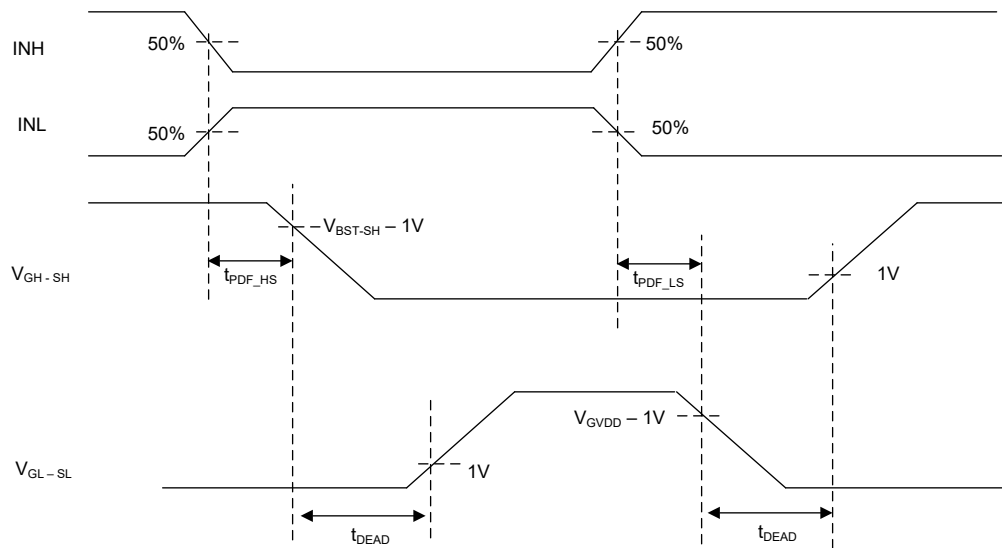 INH
50%
50%
INL
50%
50%
V_BST-SH – 1V
V_GH - SH
t_PDF_HS
t_PDF_LS
1V
V_GVDD – 1V
V_GL – SL
1V
t_DEAD
t_DEAD